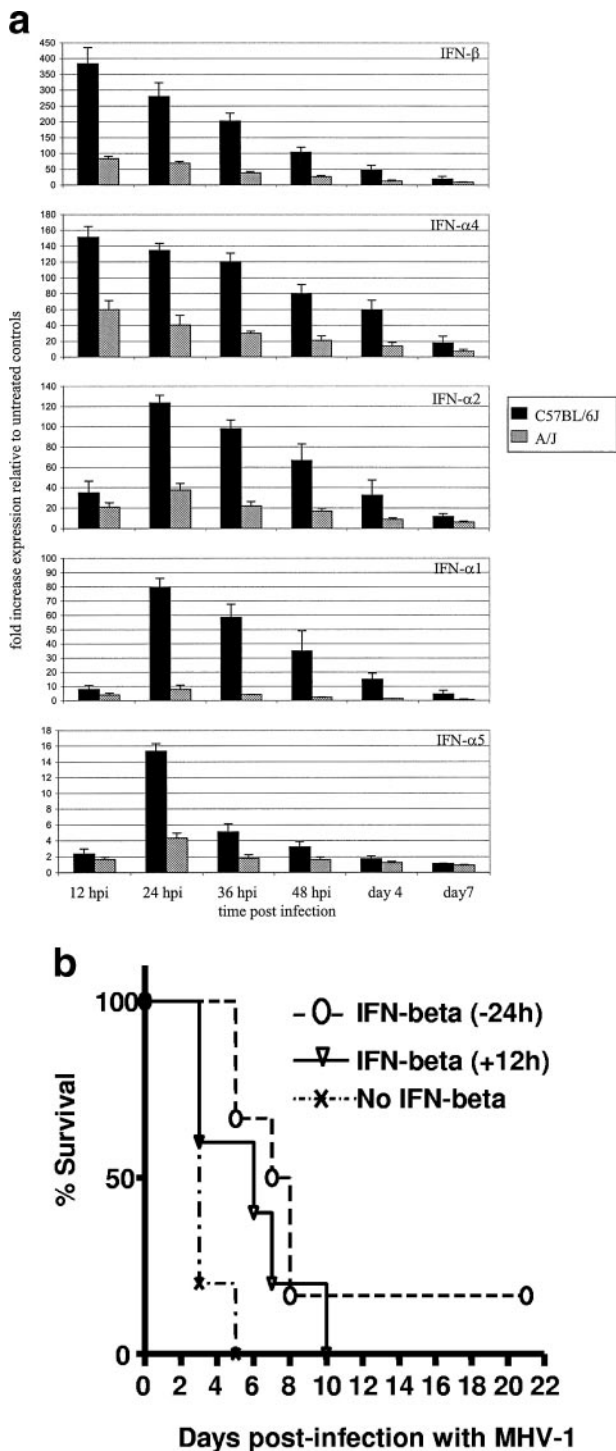 a
fold increase expression relative to untreated controls
IFN-β
450
400
350
300
250
200
150
100
50
0
IFN-α4
180
160
140
120
100
80
60
40
20
0
IFN-α2
140
120
100
80
60
40
20
0
C57BL/6J
A/J
IFN-α1
100
90
80
70
60
50
40
30
20
10
0
IFN-α5
18
16
14
12
10
8
6
4
2
0
12 hpi 24 hpi 36 hpi 48 hpi day 4 day7
time post infection
b
% Survival
100
50
0
IFN-beta (-24h)
IFN-beta (+12h)
No IFN-beta
0 2 4 6 8 10 12 14 16 18 20 22
Days post-infection with MHV-1